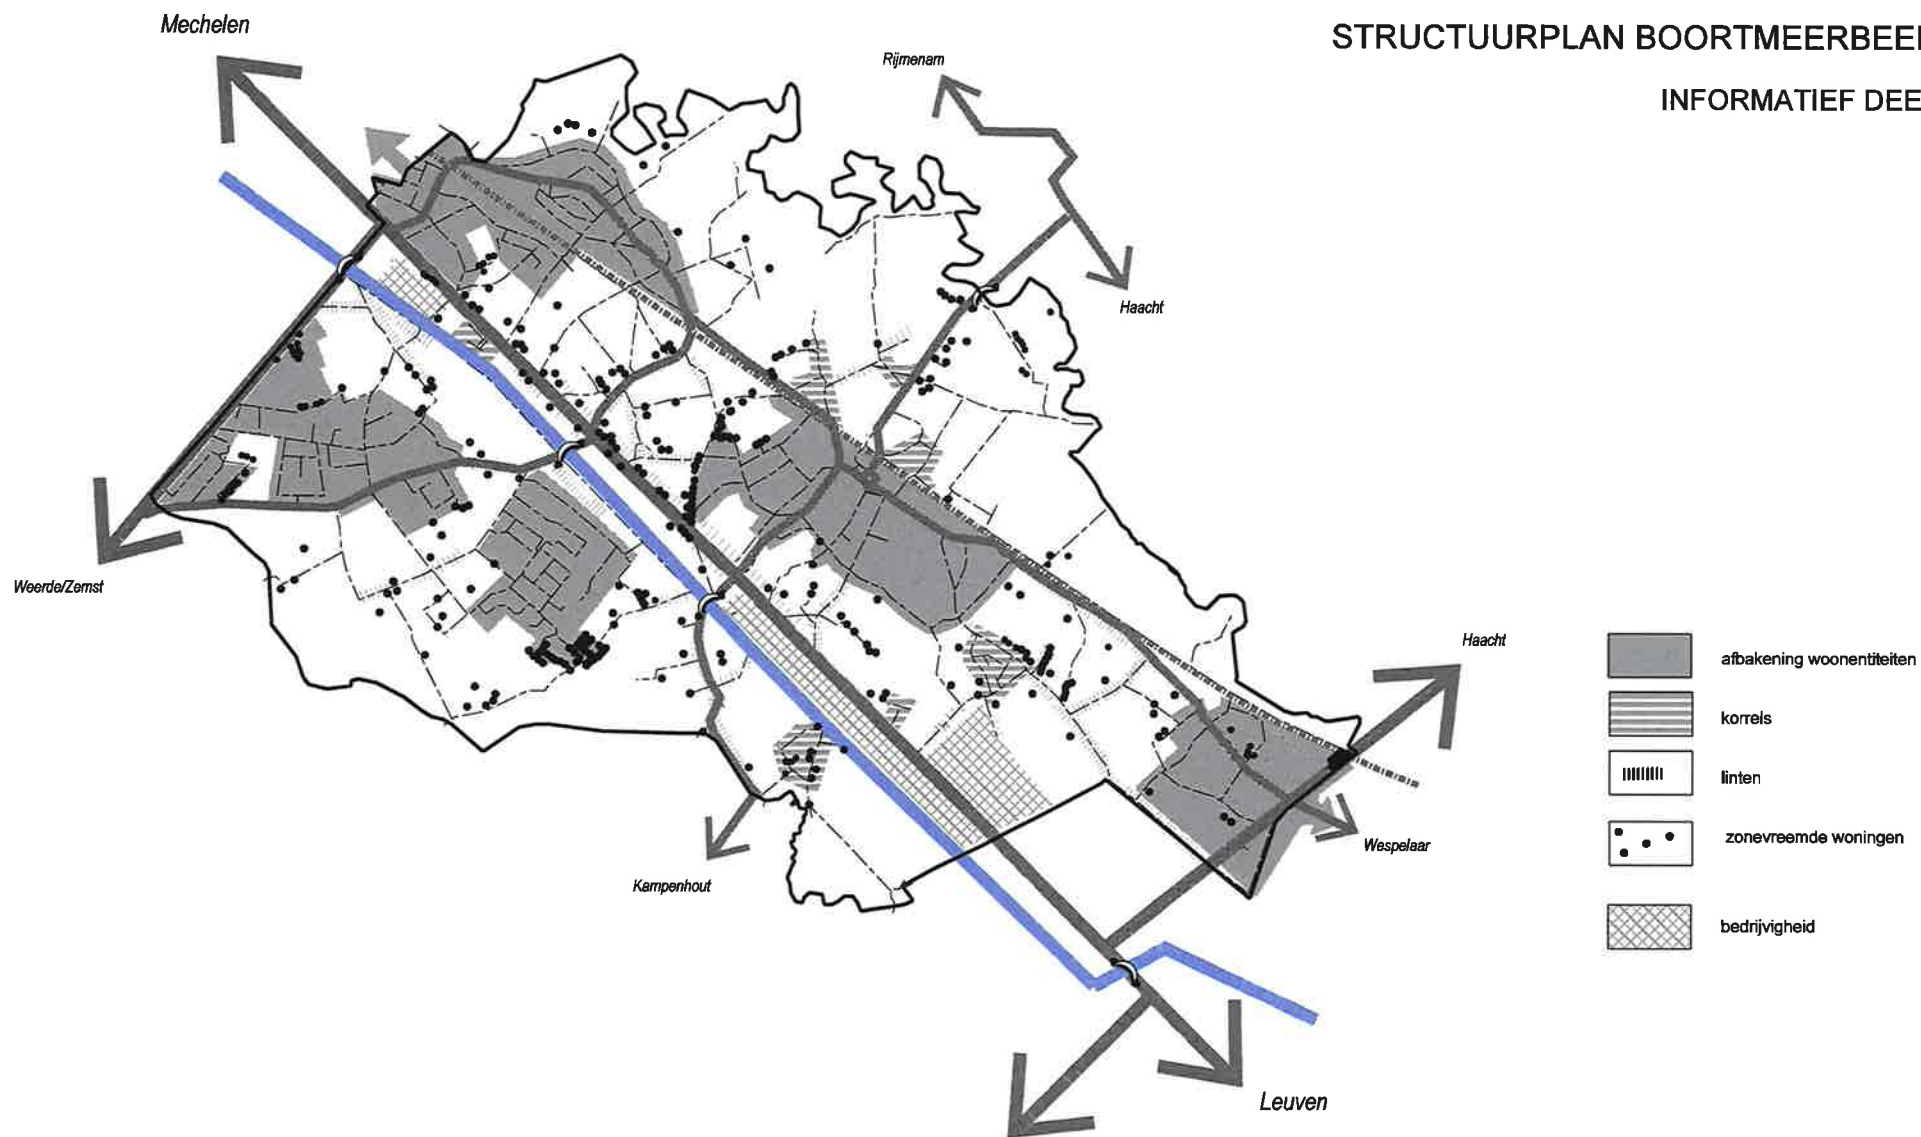 Mechelen
STRUCTUURPLAN BOORTMEERBEE
INFORMATIEF DEE
Rijmenam
Haacht
Weerde/Zemst
Haacht
afbakening woonentiteiten
korrels
linten
zonevreemde woningen
Wespelaar
Kampenhout
bedrijvigheid
Leuven